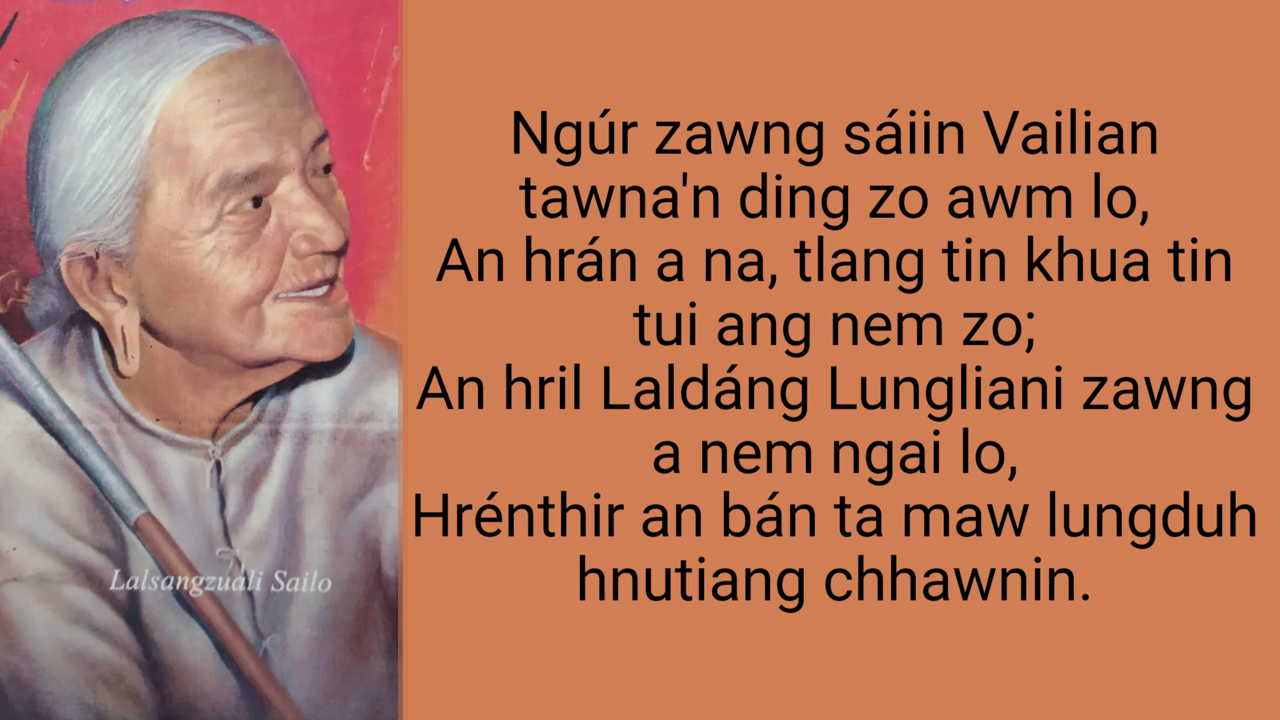 Ngúr zawng sáiin Vailian
tawna'n ding zo awm lo,
An hrán a na, tlang tin khua tin
tui ang nem zo;
An hril Laldáng Lungliani zawng
a nem ngai lo,
Hrénthir an bán ta maw lungduh
hnutiang chhawnin.
Lalsangzuali Sailo